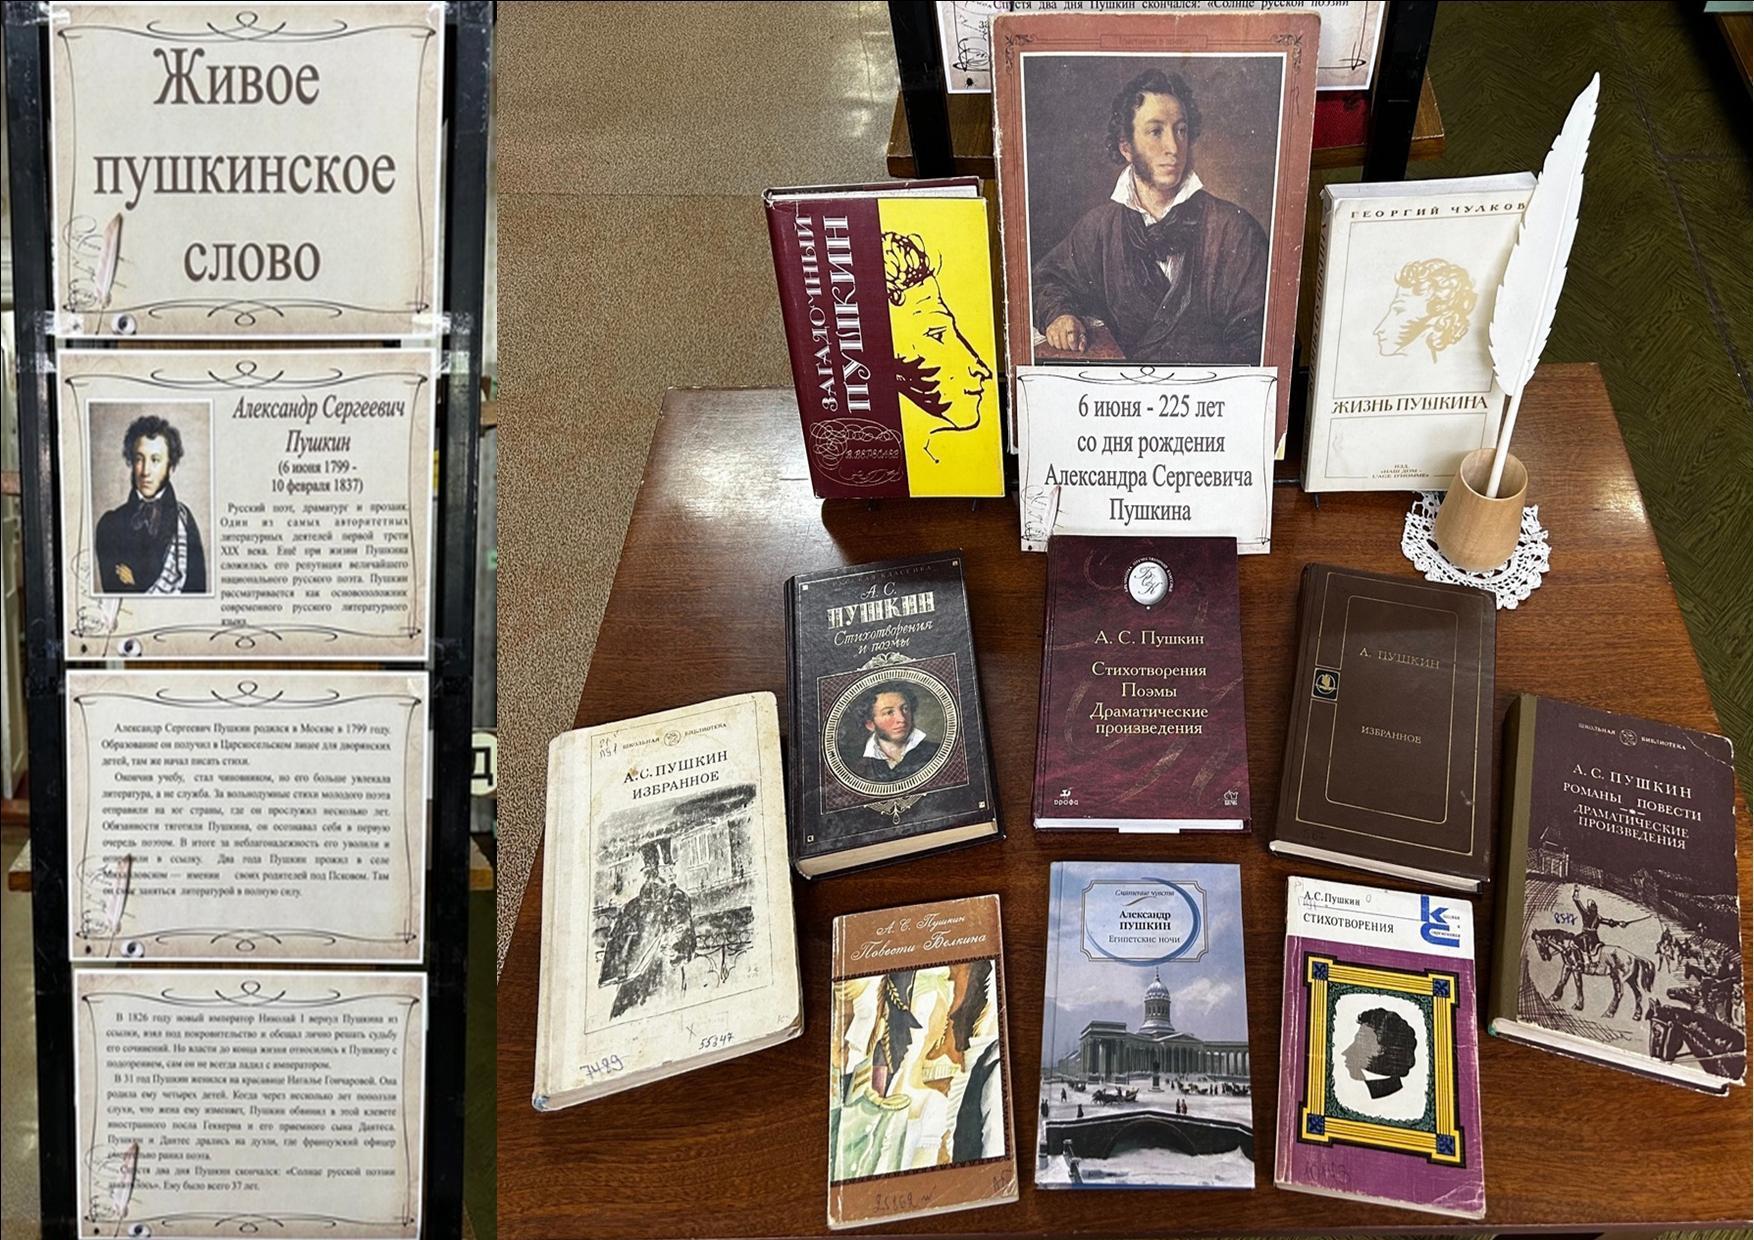 Живое
пушкинское
слово
Александр Сергеевич
Пушкин
(6 июня 1799 -
10 февраля 1837)
Русский поэт, драматург и прозаик.
Один из самых авторитетных
литературных деятелей первой трети
XIX века. Ещё при жизни Пушкина
сложилась его репутация величайшего
национального русского поэта. Пушкин
рассматривается как основоположник
современного русского литературного
языка.
Александр Сергеевич Пушкин родился в Москве в 1799 году.
Образование он получил в Царскосельском лицее для дворянских
детей, там же начал писать стихи.
Окончив учебу, стал чиновником, но его больше увлекала
литература, а не служба. За вольнодумные стихи молодого поэта
отправили на юг страны, где он прослужил несколько лет.
Обязанности тяготили Пушкина, он осознавал себя в первую
очередь поэтом. В итоге за неблагонадежность его уволили и
отправили в ссылку. Два года Пушкин прожил в селе
Михайловском — имении своих родителей под Псковом. Там
он смог заняться литературой в полную силу.
В 1826 году новый император Николай I вернул Пушкина из
ссылки, взял под покровительство и обещал лично решать судьбу
его сочинений. Но власти до конца жизни относились к Пушкину с
подозрением, сам он не всегда ладил с императором.
В 31 год Пушкин женился на красавице Наталье Гончаровой. Она
родила ему четырех детей. Когда через несколько лет поползли
слухи, что жена ему изменяет, Пушкин обвинил в этой клевете
иностранного посла Геккерна и его приемного сына Дантеса.
Пушкин и Дантес дрались на дуэли, где французский офицер
смертельно ранил поэта.
Спустя два дня Пушкин скончался: «Солнце русской поэзии
закатилось». Ему было всего 37 лет.
Спустя два дня Пушкин скончался: «Солнце русской поэзии
ЗАГАДОЧНЫЙ
ПУШКИН
В. ВЕРЕСАЕВ
6 июня - 225 лет
со дня рождения
Александра Сергеевича
Пушкина
ГЕОРГИЙ ЧУЛКОВ
ЖИЗНЬ ПУШКИНА
ИЗД.
«НАШ ДОМ -
L'AGE D'HOMME»
РУССКАЯ КЛАССИКА
А. С.
ПУШКИН
Стихотворения
и поэмы
БОК
А. С. Пушкин
Стихотворения
Поэмы
Драматические
произведения
ДРОФА
А. ПУШКИН
ИЗБРАННОЕ
ШКОЛЬНАЯ БИБЛИОТЕКА
А.С. ПУШКИН
ИЗБРАННОЕ
7489
55347
ШКОЛЬНАЯ БИБЛИОТЕКА
А. С. ПУШКИН
РОМАНЫ ПОВЕСТИ
ДРАМАТИЧЕСКИЕ
ПРОИЗВЕДЕНИЯ
А. С. Пушкин
Повести Белкина
Смятение чувств
Александр
ПУШКИН
Египетские ночи
А.С.Пушкин
СТИХОТВОРЕНИЯ